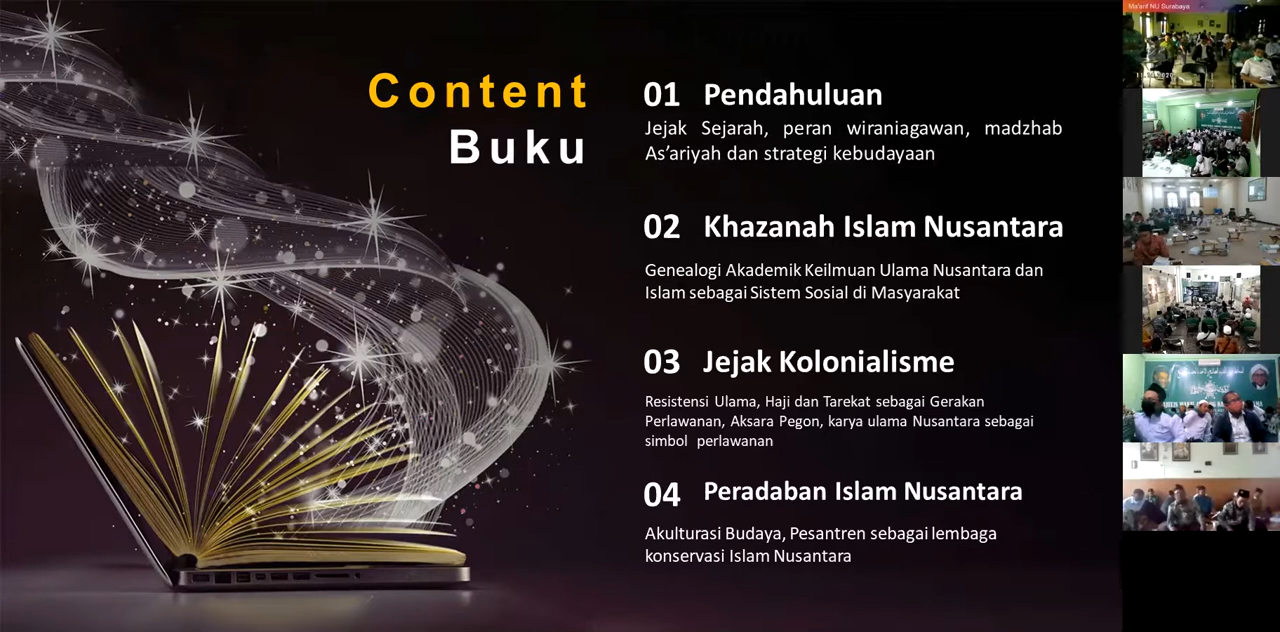 Content
Buku
01 Pendahuluan
Jejak Sejarah, peran wiraniagawan, madzhab
As’ariyah dan strategi kebudayaan
02 Khazanah Islam Nusantara
Genealogi Akademik Keilmuan Ulama Nusantara dan
Islam sebagai Sistem Sosial di Masyarakat
03 Jejak Kolonialisme
Resistensi Ulama, Haji dan Tarekat sebagai Gerakan
Perlawanan, Aksara Pegon, karya ulama Nusantara sebagai
simbol perlawanan
04 Peradaban Islam Nusantara
Akulturasi Budaya, Pesantren sebagai lembaga
konservasi Islam Nusantara
Ma'arif NU Surabaya